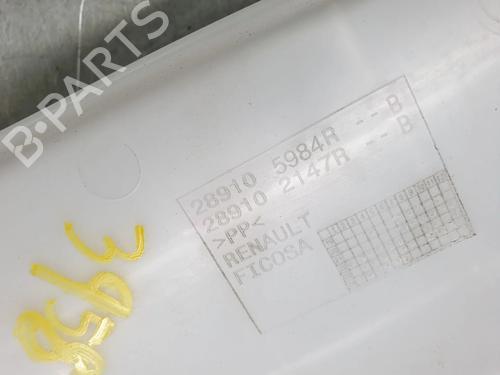 B-PARTS
28910 5984R -- B
28910 2147R -- B
>PP<
RENAULT
FICOSA